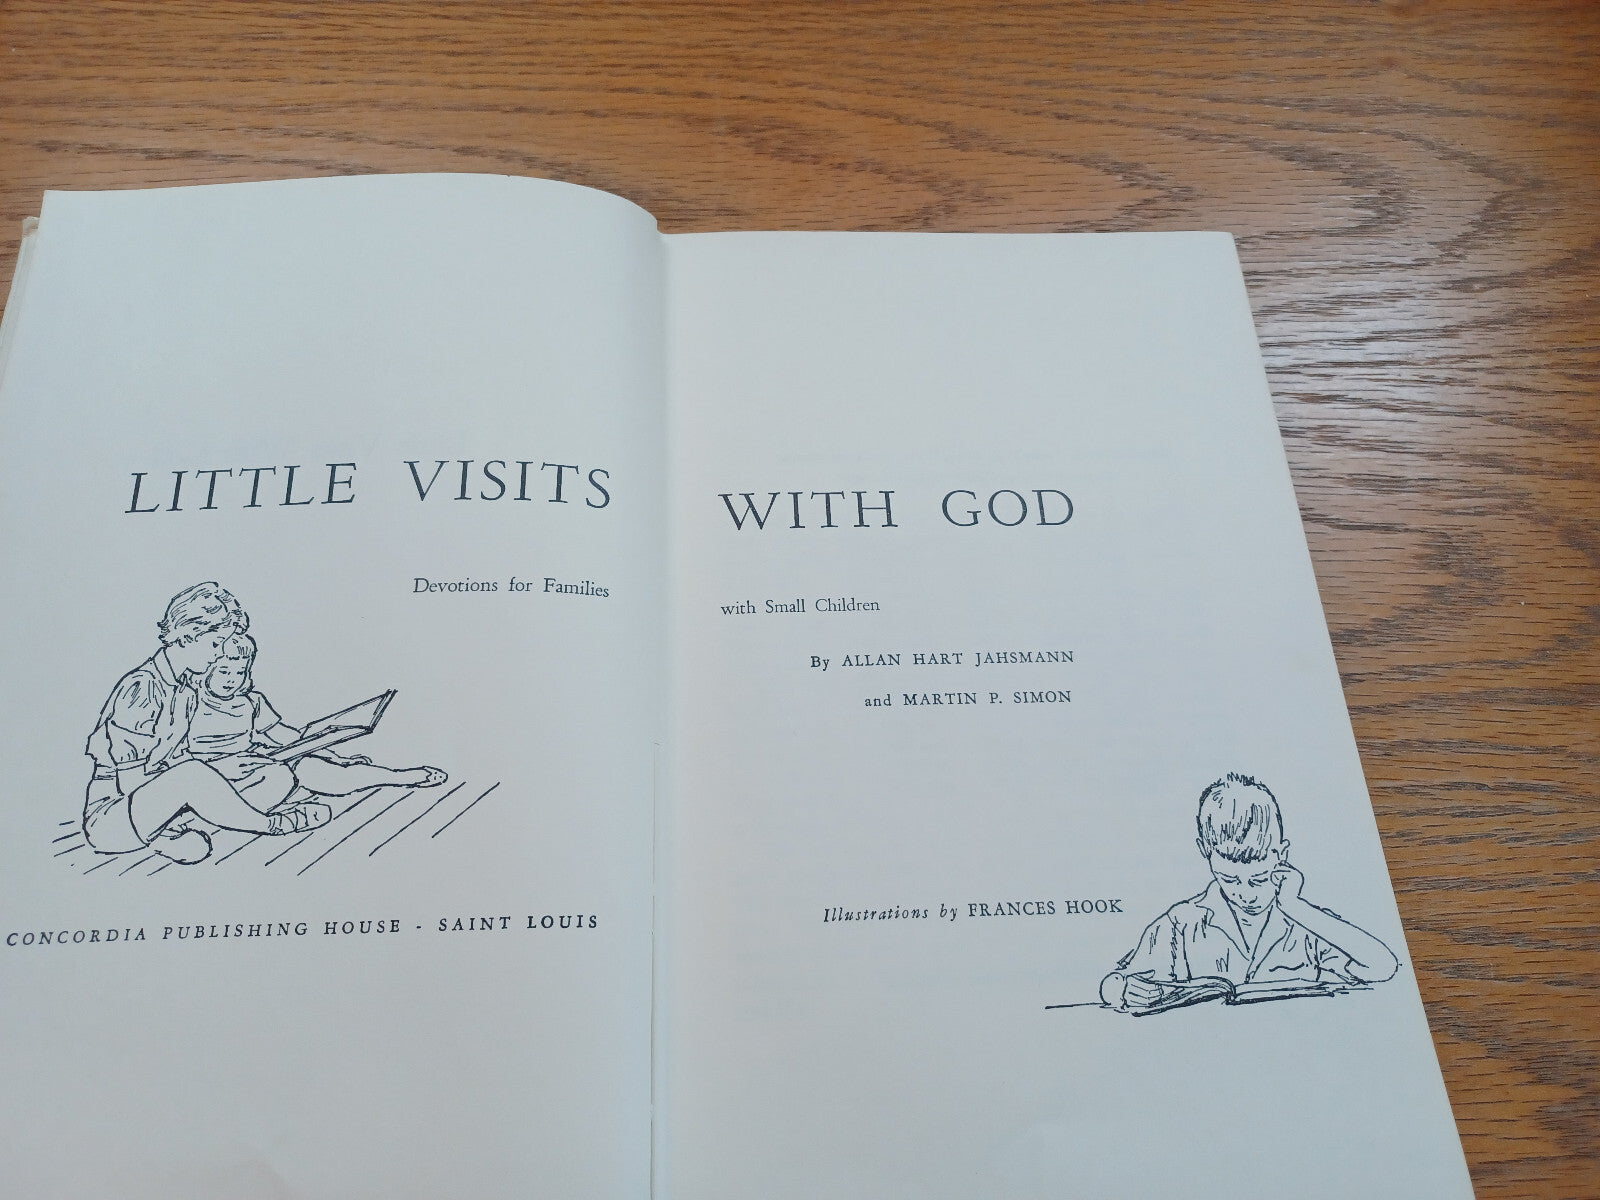 LITTLE VISITS
Devotions for Families
CONCORDIA PUBLISHING HOUSE - SAINT LOUIS
WITH GOD
with Small Children
By ALLAN HART JAHSMANN
and MARTIN P. SIMON
Illustrations by FRANCES HOOK